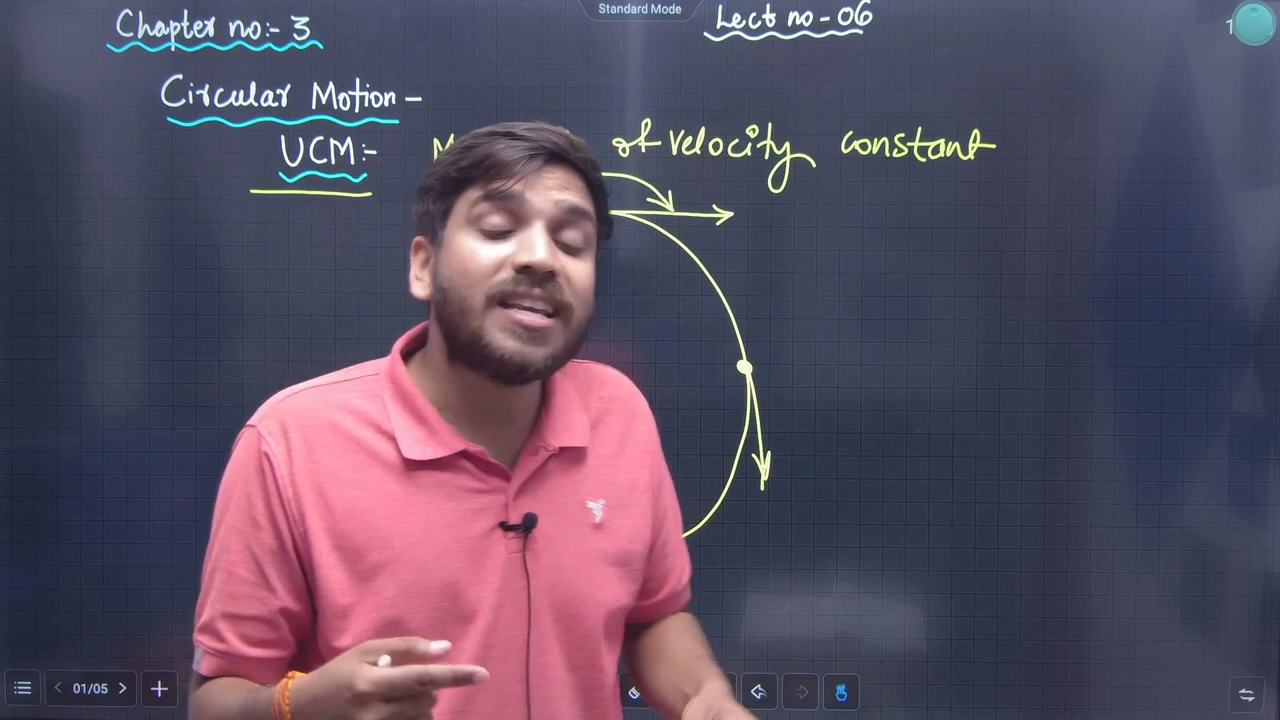 Standard Mode
Chapter no:- 3
Lect no - 06
Circular Motion -
UCM:- of velocity constant
01/05